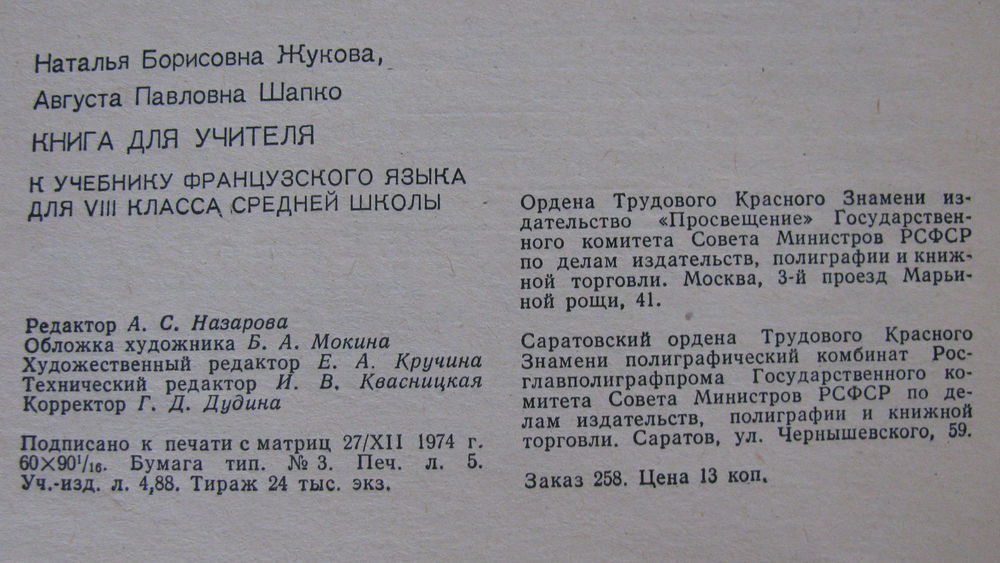 Наталья Борисовна Жукова,
Августа Павловна Шапко
КНИГА ДЛЯ УЧИТЕЛЯ
К УЧЕБНИКУ ФРАНЦУЗСКОГО ЯЗЫКА
ДЛЯ VIII КЛАССА СРЕДНЕЙ ШКОЛЫ
Редактор А. С. Назарова
Обложка художника Б. А. Мокина
Художественный редактор Е. А. Кручина
Технический редактор И. В. Квасницкая
Корректор Г. Д. Дудина
Подписано к печати с матриц 27/XII 1974 г.
60×90¹/₁₆. Бумага тип. № 3. Печ. л. 5.
Уч.-изд. л. 4,88. Тираж 24 тыс. экз.
Ордена Трудового Красного Знамени из-
дательство «Просвещение» Государствен-
ного комитета Совета Министров РСФСР
по делам издательств, полиграфии и книж-
ной торговли. Москва, 3-й проезд Марьи-
ной рощи, 41.
Саратовский ордена Трудового Красного
Знамени полиграфический комбинат Рос-
главполиграфпрома Государственного ко-
митета Совета Министров РСФСР по де-
лам издательств, полиграфии и книжной
торговли. Саратов, ул. Чернышевского, 59.
Заказ 258. Цена 13 коп.